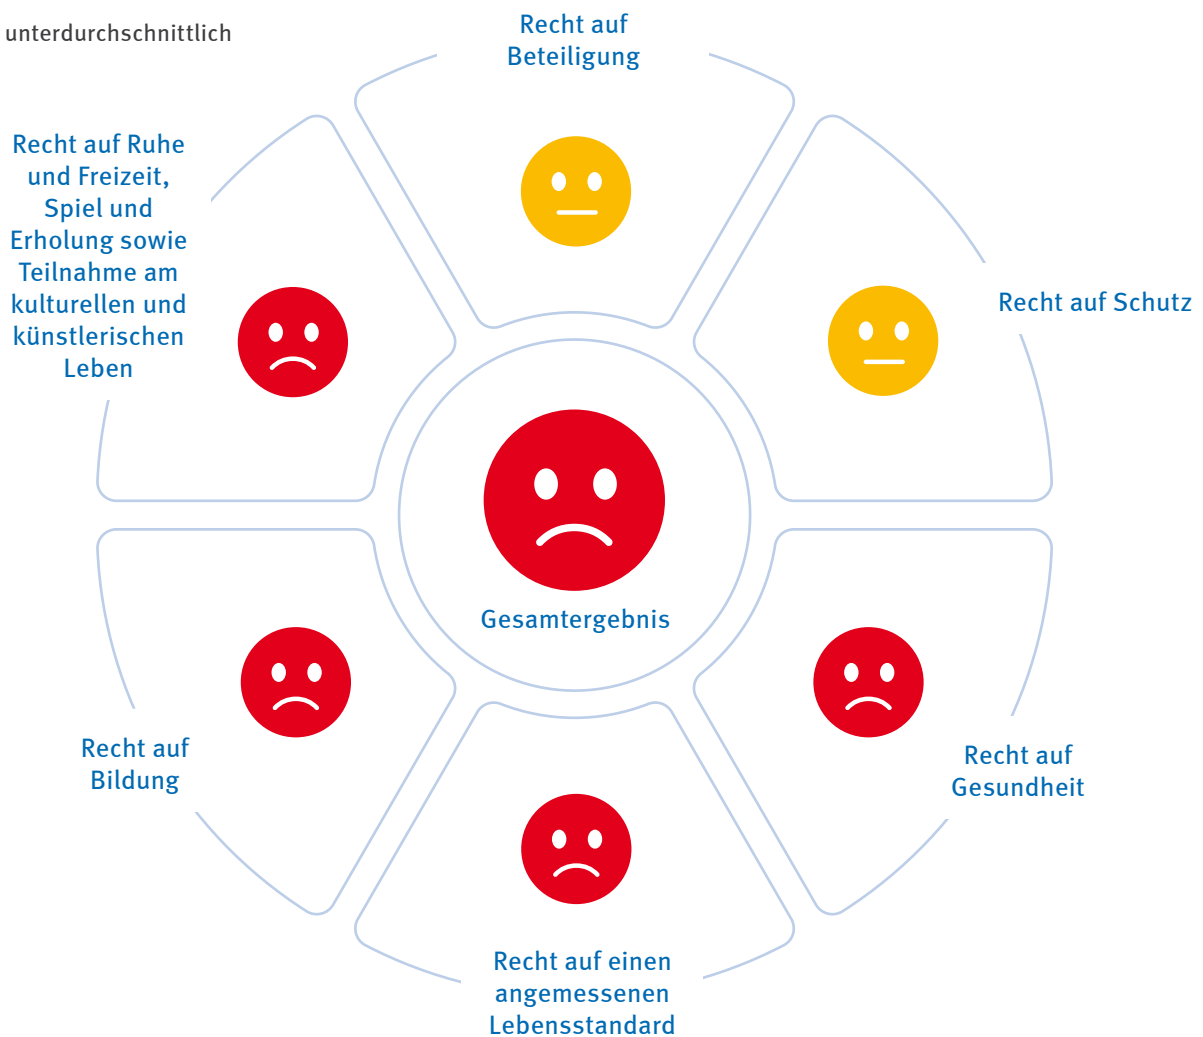 unterdurchschnittlich
Recht auf
Beteiligung
Recht auf Ruhe
und Freizeit,
Spiel und
Erholung sowie
Teilnahme am
kulturellen und
künstlerischen
Leben
Recht auf Schutz
Gesamtergebnis
Recht auf
Bildung
Recht auf
Gesundheit
Recht auf einen
angemessenen
Lebensstandard